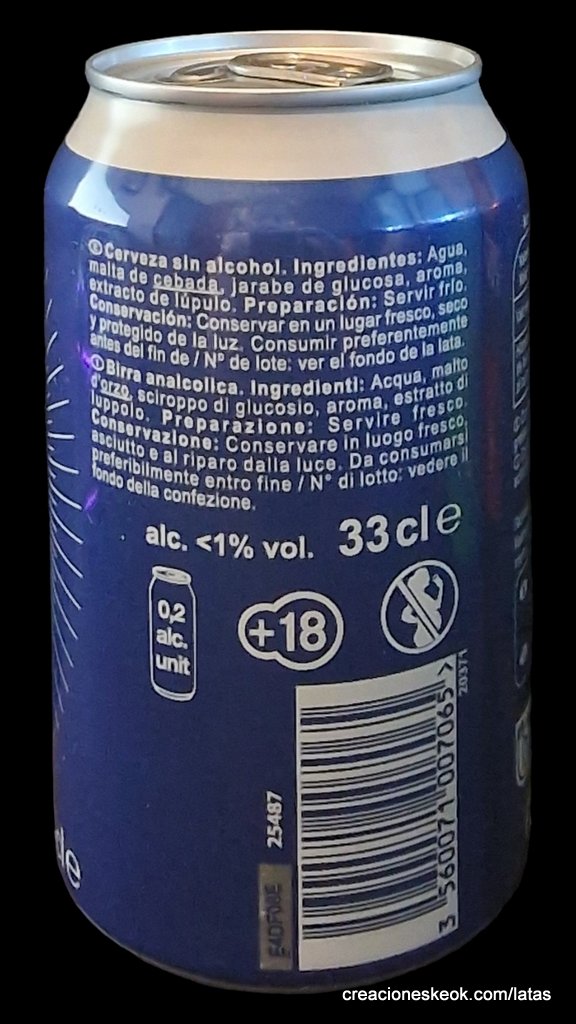 Ⓔ Cerveza sin alcohol. Ingredientes: Agua,
malta de cebada, jarabe de glucosa, aroma,
extracto de lúpulo. Preparación: Servir frío.
Conservación: Conservar en un lugar fresco, seco
y protegido de la luz. Consumir preferentemente
antes del fin de / N° de lote: ver el fondo de la lata.
Ⓘ Birra analcolica. Ingredienti: Acqua, malto
d'orzo, sciroppo di glucosio, aroma, estratto di
luppolo. Preparazione: Servire fresco.
Conservazione: Conservare in luogo fresco,
asciutto e al riparo dalla luce. Da consumarsi
preferibilmente entro fine / N° di lotto: vedere il
fondo della confezione.
alc. <1% vol. 33 cl e
0,2
alc.
unit
+18
20371
3 560071 007065 >
25487
de
creacioneskeok.com/latas